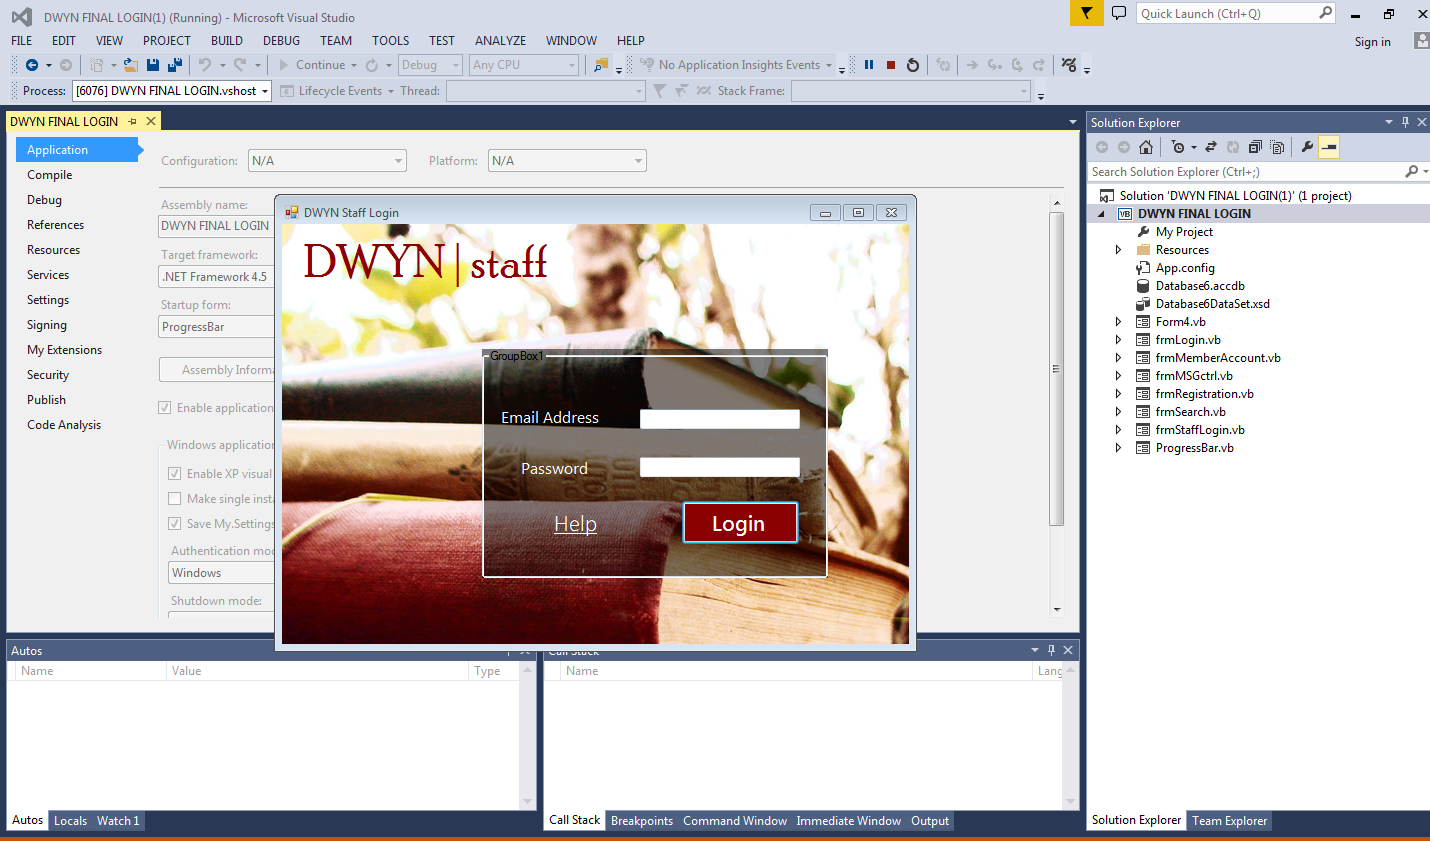 DWYN FINAL LOGIN(1) (Running) - Microsoft Visual Studio
Quick Launch (Ctrl+Q)
FILE EDIT VIEW PROJECT BUILD DEBUG TEAM TOOLS TEST ANALYZE WINDOW HELP
Sign in
Continue Debug Any CPU No Application Insights Events
Process: [6076] DWYN FINAL LOGIN.vshost Lifecycle Events Thread: Stack Frame:
DWYN FINAL LOGIN
Application
Compile
Debug
References
Resources
Services
Settings
Signing
My Extensions
Security
Publish
Code Analysis
Configuration: N/A Platform: N/A
Assembly name:
DWYN FINAL LOGIN
Target framework:
.NET Framework 4.5
Startup form:
ProgressBar
Assembly Informa
Enable application
Windows application
Enable XP visual
Make single insta
Save My.Settings
Authentication mod
Windows
Shutdown mode:
DWYN Staff Login
DWYN|staff
GroupBox1
Email Address
Password
Help Login
Solution Explorer
Search Solution Explorer (Ctrl+;)
Solution 'DWYN FINAL LOGIN(1)' (1 project)
VB DWYN FINAL LOGIN
My Project
Resources
App.config
Database6.accdb
Database6DataSet.xsd
Form4.vb
frmLogin.vb
frmMemberAccount.vb
frmMSGctrl.vb
frmRegistration.vb
frmSearch.vb
frmStaffLogin.vb
ProgressBar.vb
Autos
Name Value Type
Autos Locals Watch 1
Call Stack
Name Lang
Call Stack Breakpoints Command Window Immediate Window Output
Solution Explorer Team Explorer